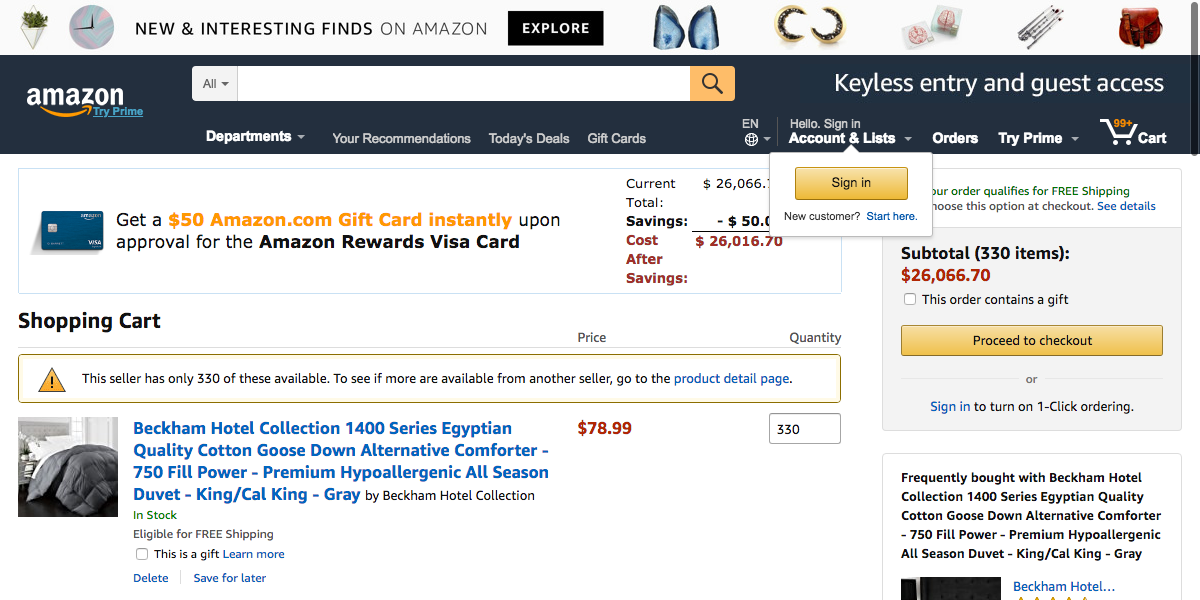 NEW & INTERESTING FINDS ON AMAZON
EXPLORE
amazon
Try Prime
All
Keyless entry and guest access
Departments
Your Recommendations
Today's Deals
Gift Cards
EN
Hello. Sign in
Account & Lists
Orders
Try Prime
99+
Cart
Sign in
New customer? Start here.
Get a $50 Amazon.com Gift Card instantly upon
approval for the Amazon Rewards Visa Card
amazon
VISA
Current
Total:
$ 26,066.
Savings:
- $ 50.0
Cost
After
Savings:
$ 26,016.70
our order qualifies for FREE Shipping
hoose this option at checkout. See details
Subtotal (330 items):
$26,066.70
This order contains a gift
Proceed to checkout
or
Sign in to turn on 1-Click ordering.
Shopping Cart
Price
Quantity
This seller has only 330 of these available. To see if more are available from another seller, go to the product detail page.
Beckham Hotel Collection 1400 Series Egyptian
Quality Cotton Goose Down Alternative Comforter -
750 Fill Power - Premium Hypoallergenic All Season
Duvet - King/Cal King - Gray by Beckham Hotel Collection
$78.99
330
In Stock
Eligible for FREE Shipping
This is a gift Learn more
Delete
Save for later
Frequently bought with Beckham Hotel
Collection 1400 Series Egyptian Quality
Cotton Goose Down Alternative Comforter
- 750 Fill Power - Premium Hypoallergenic
All Season Duvet - King/Cal King - Gray
Beckham Hotel...